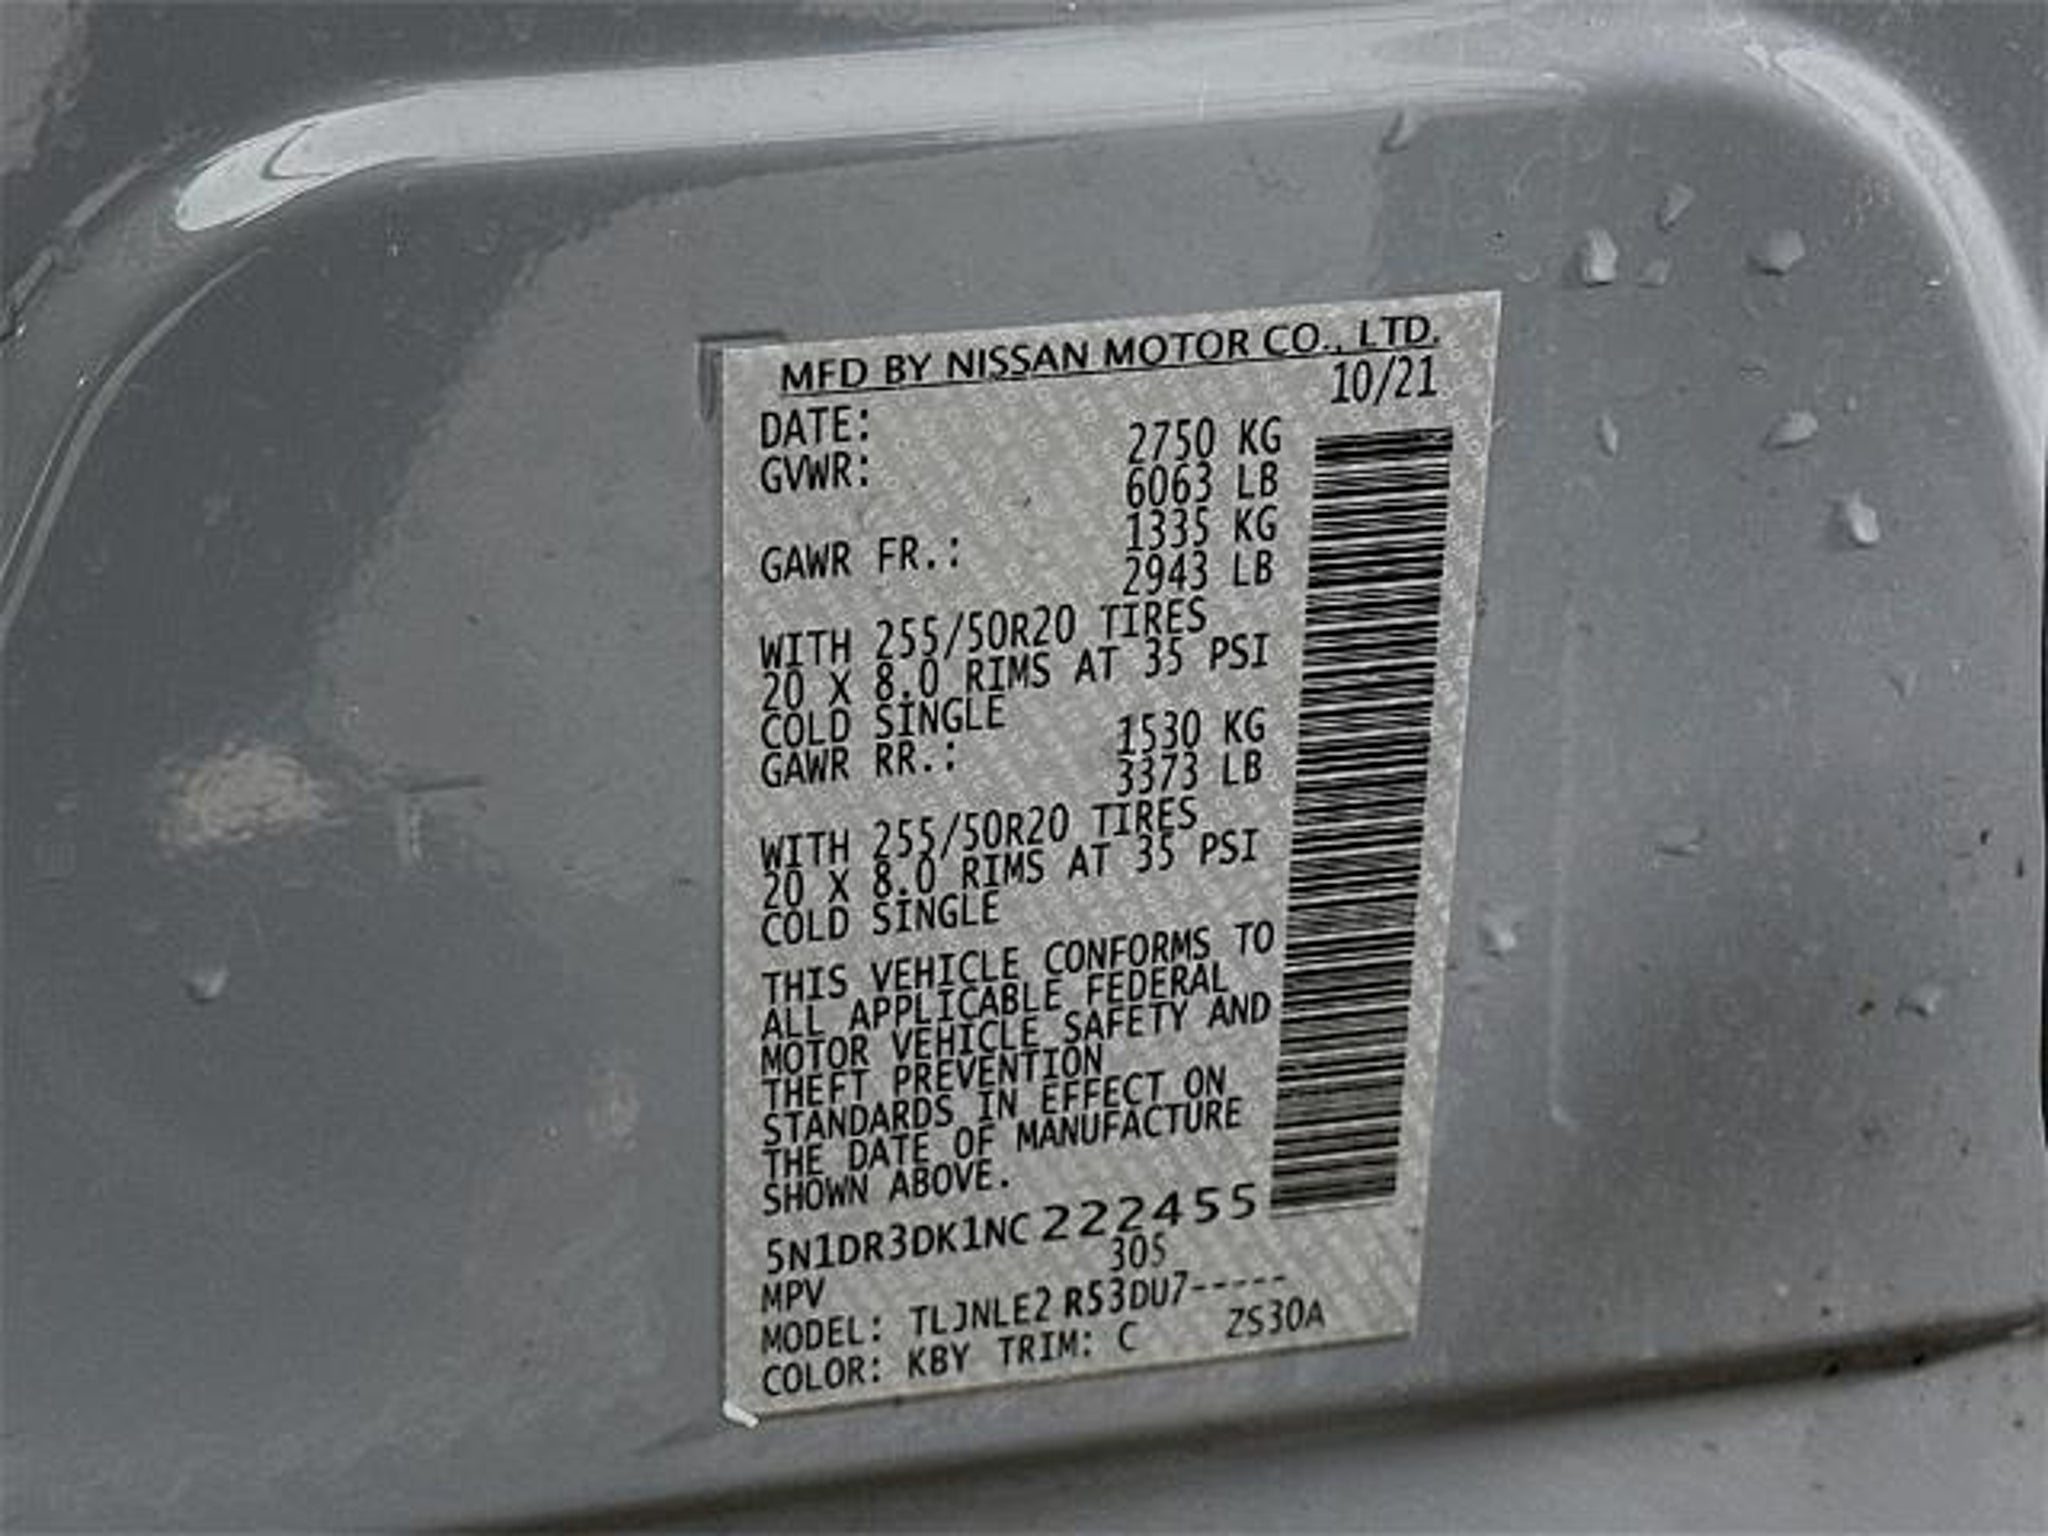 MFD BY NISSAN MOTOR CO., LTD.
DATE: 10/21
GVWR: 2750 KG
6063 LB
GAWR FR.: 1335 KG
2943 LB
WITH 255/50R20 TIRES
20 X 8.0 RIMS AT 35 PSI
COLD SINGLE
GAWR RR.: 1530 KG
3373 LB
WITH 255/50R20 TIRES
20 X 8.0 RIMS AT 35 PSI
COLD SINGLE
THIS VEHICLE CONFORMS TO
ALL APPLICABLE FEDERAL
MOTOR VEHICLE SAFETY AND
THEFT PREVENTION
STANDARDS IN EFFECT ON
THE DATE OF MANUFACTURE
SHOWN ABOVE.
5N1DR3DK1NC222455
MPV 305
MODEL: TLJNLE2 R53DU7-----
COLOR: KBY TRIM: C ZS30A